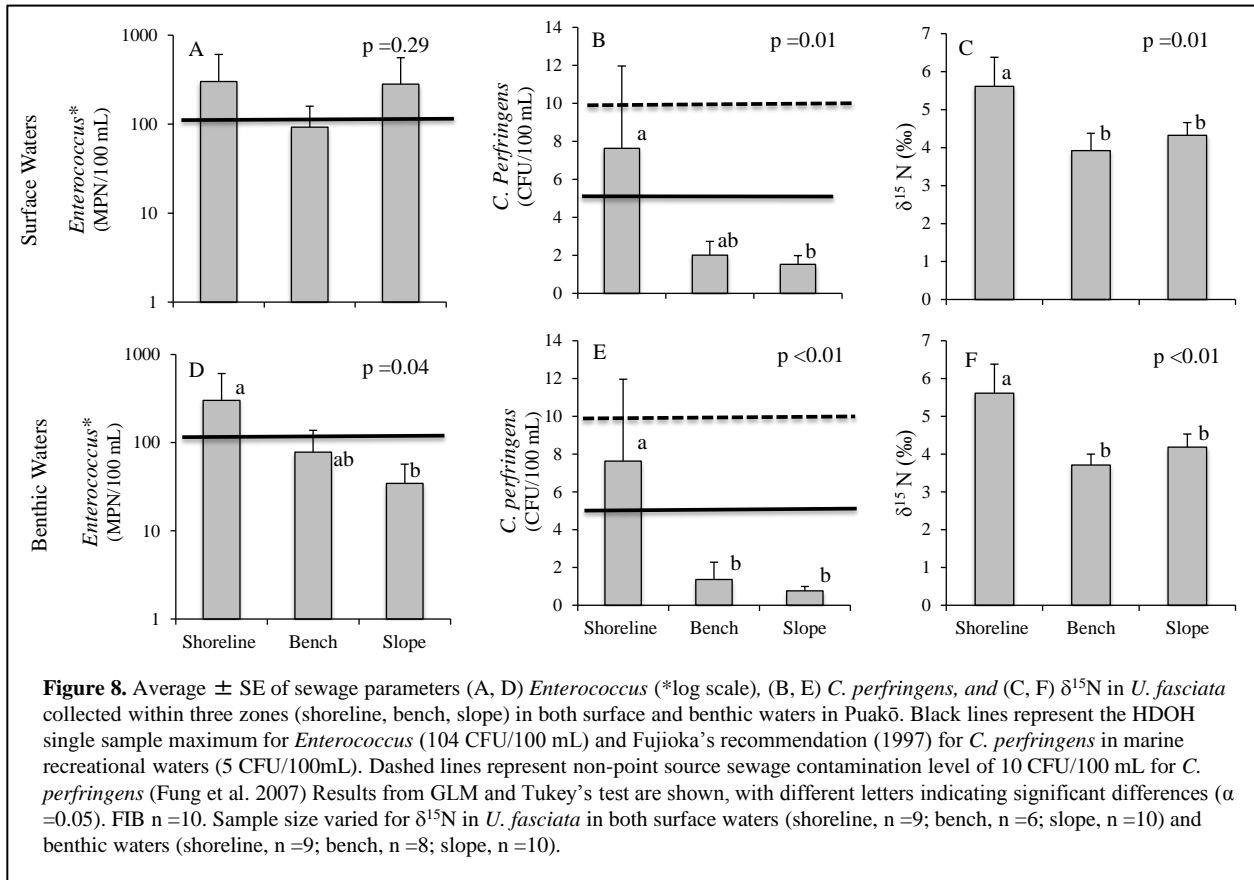 Surface Waters
Enterococcus*
(MPN/100 mL)
1000
100
10
1
A
p =0.29
C. Perfringens
(CFU/100 mL)
14
12
10
8
6
4
2
0
B
p =0.01
a
ab
b
δ¹⁵ N (‰)
7
6
5
4
3
2
1
0
C
p =0.01
a
b
b
Benthic Waters
Enterococcus*
(MPN/100 mL)
1000
100
10
1
D
p =0.04
a
ab
b
Shoreline
Bench
Slope
C. perfringens
(CFU/100 mL)
14
12
10
8
6
4
2
0
E
p <0.01
a
b
b
Shoreline
Bench
Slope
δ¹⁵ N (‰)
7
6
5
4
3
2
1
0
F
p <0.01
a
b
b
Shoreline
Bench
Slope
Figure 8. Average ± SE of sewage parameters (A, D) Enterococcus (*log scale), (B, E) C. perfringens, and (C, F) δ¹⁵N in U. fasciata
collected within three zones (shoreline, bench, slope) in both surface and benthic waters in Puakō. Black lines represent the HDOH
single sample maximum for Enterococcus (104 CFU/100 mL) and Fujioka's recommendation (1997) for C. perfringens in marine
recreational waters (5 CFU/100mL). Dashed lines represent non-point source sewage contamination level of 10 CFU/100 mL for C.
perfringens (Fung et al. 2007) Results from GLM and Tukey's test are shown, with different letters indicating significant differences (α
=0.05). FIB n =10. Sample size varied for δ¹⁵N in U. fasciata in both surface waters (shoreline, n =9; bench, n =6; slope, n =10) and
benthic waters (shoreline, n =9; bench, n =8; slope, n =10).